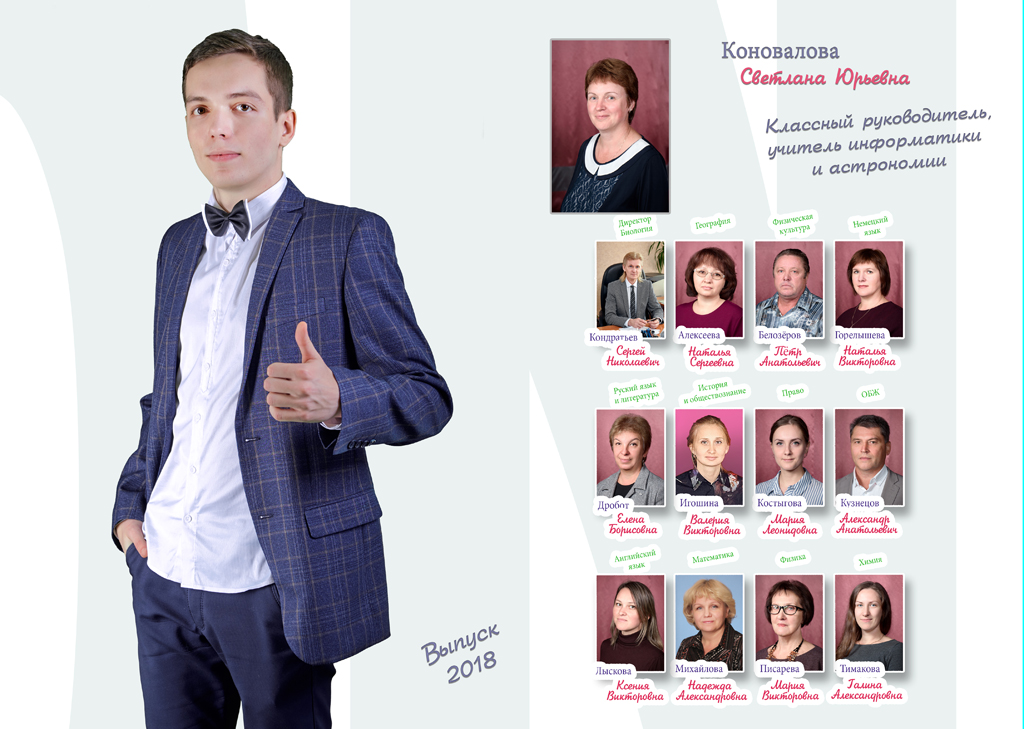 Коновалова
Светлана Юрьевна
Классный руководитель,
учитель информатики
и астрономии
Директор
Биология
Кондратьев
Сергей
Николаевич
География
Алексеева
Наталья
Сергеевна
Физическая
культура
Белозёров
Пётр
Анатольевич
Немецкий
язык
Горелышева
Наталья
Викторовна
Руский язык
и литература
Дробот
Елена
Борисовна
История
и обществознание
Игошина
Валерия
Викторовна
Право
Костыгова
Мария
Леонидовна
ОБЖ
Кузнецов
Александр
Анатольевич
Английский
язык
Лыскова
Ксения
Викторовна
Математика
Михайлова
Надежда
Александровна
Физика
Писарева
Мария
Викторовна
Химия
Тимакова
Галина
Александровна
Выпуск
2018